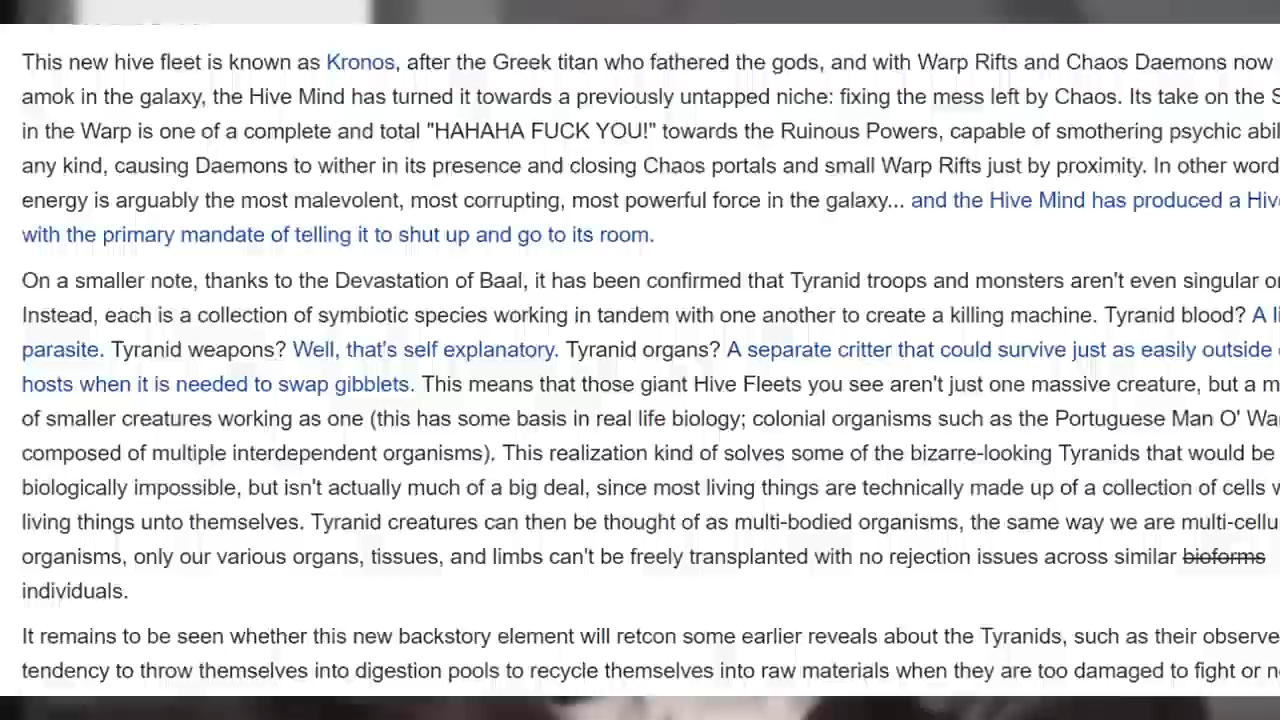 This new hive fleet is known as Kronos, after the Greek titan who fathered the gods, and with Warp Rifts and Chaos Daemons now
amok in the galaxy, the Hive Mind has turned it towards a previously untapped niche: fixing the mess left by Chaos. Its take on the
in the Warp is one of a complete and total "HAHAHA FUCK YOU!" towards the Ruinous Powers, capable of smothering psychic
any kind, causing Daemons to wither in its presence and closing Chaos portals and small Warp Rifts just by proximity. In other
energy is arguably the most malevolent, most corrupting, most powerful force in the galaxy... and the Hive Mind has produced a
with the primary mandate of telling it to shut up and go to its room.
On a smaller note, thanks to the Devastation of Baal, it has been confirmed that Tyranid troops and monsters aren't even singular
Instead, each is a collection of symbiotic species working in tandem with one another to create a killing machine. Tyranid blood? A
parasite. Tyranid weapons? Well, that's self explanatory. Tyranid organs? A separate critter that could survive just as easily outside
hosts when it is needed to swap gibblets. This means that those giant Hive Fleets you see aren't just one massive creature, but a
of smaller creatures working as one (this has some basis in real life biology; colonial organisms such as the Portuguese Man O'
composed of multiple interdependent organisms). This realization kind of solves some of the bizarre-looking Tyranids that would be
biologically impossible, but isn't actually much of a big deal, since most living things are technically made up of a collection of cells
living things unto themselves. Tyranid creatures can then be thought of as multi-bodied organisms, the same way we are
organisms, only our various organs, tissues, and limbs can't be freely transplanted with no rejection issues across similar bioforms
individuals.
It remains to be seen whether this new backstory element will retcon some earlier reveals about the Tyranids, such as their
tendency to throw themselves into digestion pools to recycle themselves into raw materials when they are too damaged to fight or